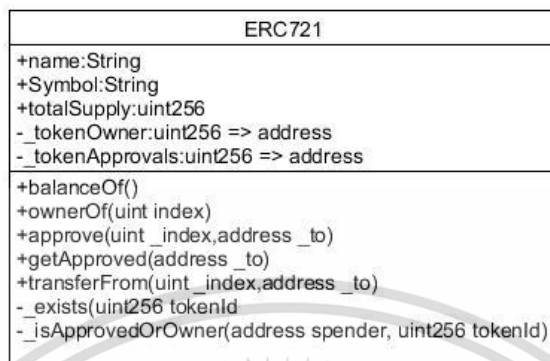 ERC721
+name:String
+Symbol:String
+totalSupply:uint256
-_tokenOwner:uint256 => address
-_tokenApprovals:uint256 => address
+balanceOf()
+ownerOf(uint index)
+approve(uint _index,address _to)
+getApproved(address _to)
+transferFrom(uint _index,address _to)
-_exists(uint256 tokenId
-_isApprovedOrOwner(address spender, uint256 tokenId)